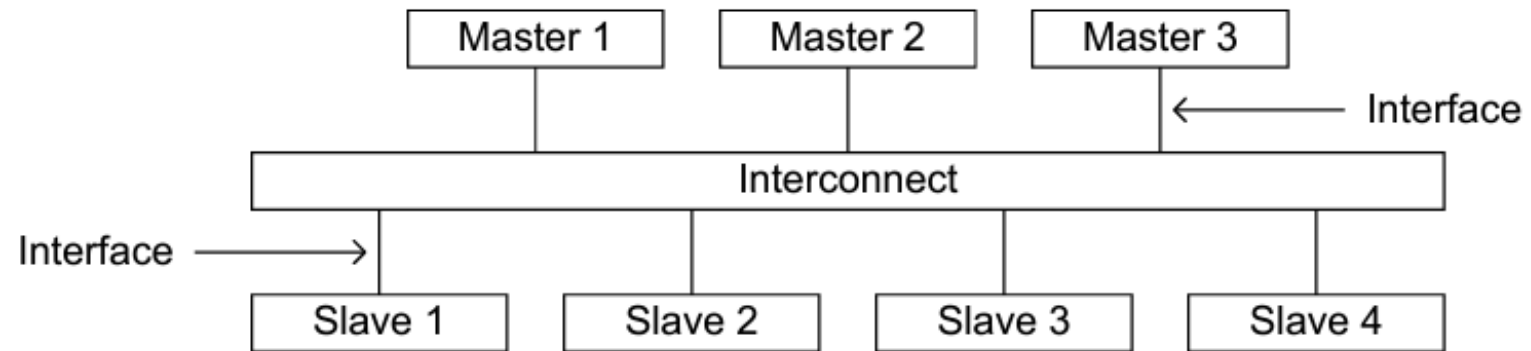 Master 1
Master 2
Master 3
Interface
Interconnect
Interface
Slave 1
Slave 2
Slave 3
Slave 4